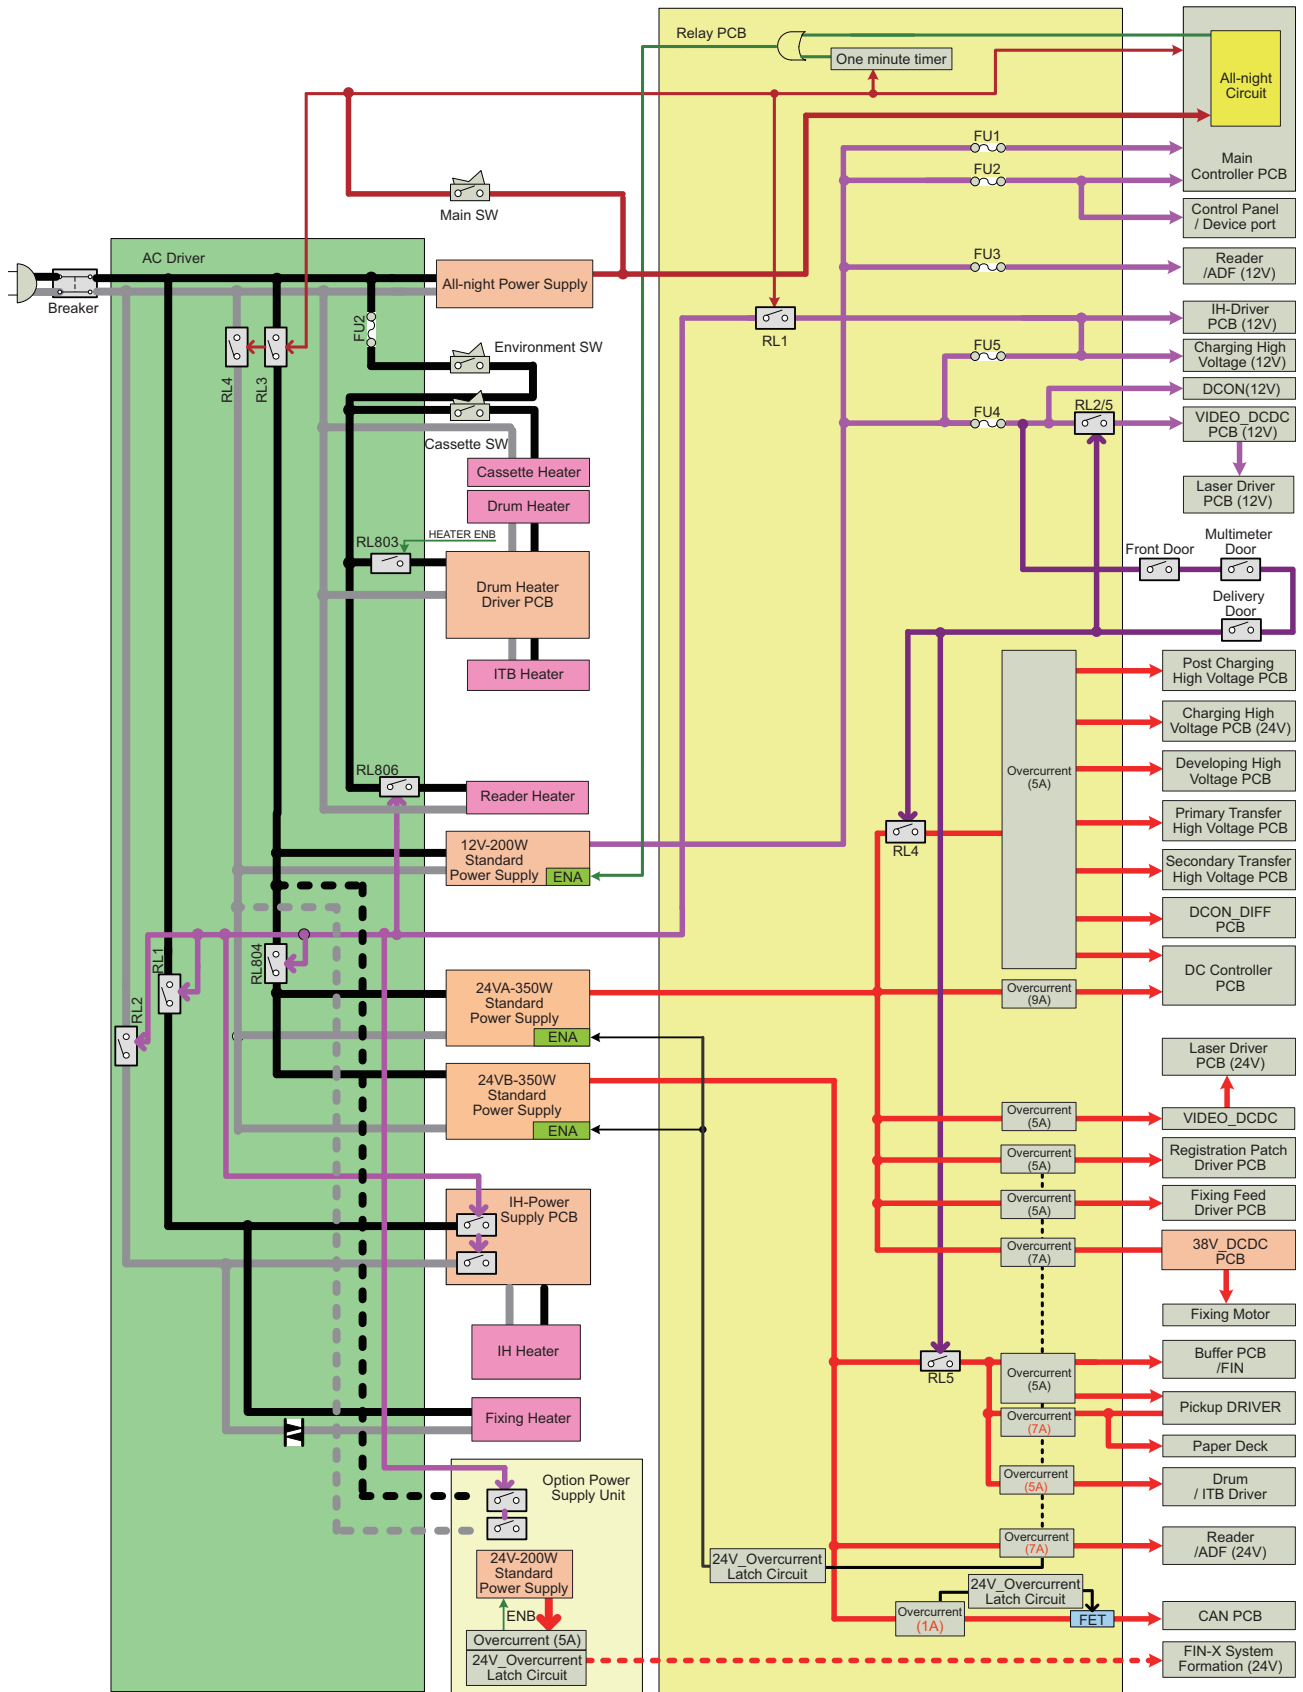 Relay PCB
One minute timer
All-night
Circuit
Main
Controller PCB
FU1
FU2
Control Panel
/ Device port
Main SW
AC Driver
Breaker
All-night Power Supply
FU3
Reader
/ADF (12V)
FU2
RL4
RL3
Environment SW
Cassette SW
RL1
IH-Driver
PCB (12V)
FU5
Charging High
Voltage (12V)
DCON(12V)
FU4
RL2/5
VIDEO_DCDC
PCB (12V)
Laser Driver
PCB (12V)
Cassette Heater
Drum Heater
RL803
HEATER ENB
Drum Heater
Driver PCB
ITB Heater
Front Door
Multimeter
Door
Delivery
Door
RL806
Reader Heater
12V-200W
Standard
Power Supply
ENA
RL4
Overcurrent
(5A)
Post Charging
High Voltage PCB
Charging High
Voltage PCB (24V)
Developing High
Voltage PCB
Primary Transfer
High Voltage PCB
Secondary Transfer
High Voltage PCB
DCON_DIFF
PCB
DC Controller
PCB
Overcurrent
(9A)
RL2
RL1
RL804
24VA-350W
Standard
Power Supply
ENA
24VB-350W
Standard
Power Supply
ENA
Laser Driver
PCB (24V)
Overcurrent
(5A)
VIDEO_DCDC
Overcurrent
(5A)
Registration Patch
Driver PCB
Overcurrent
(5A)
Fixing Feed
Driver PCB
Overcurrent
(7A)
38V_DCDC
PCB
Fixing Motor
IH-Power
Supply PCB
IH Heater
Fixing Heater
RL5
Overcurrent
(5A)
Buffer PCB
/FIN
Pickup DRIVER
Overcurrent
(7A)
Paper Deck
Overcurrent
(5A)
Drum
/ ITB Driver
Overcurrent
(7A)
Reader
/ADF (24V)
Option Power
Supply Unit
24V-200W
Standard
Power Supply
ENB
Overcurrent (5A)
24V_Overcurrent
Latch Circuit
24V_Overcurrent
Latch Circuit
24V_Overcurrent
Latch Circuit
Overcurrent
(1A)
FET
CAN PCB
FIN-X System
Formation (24V)